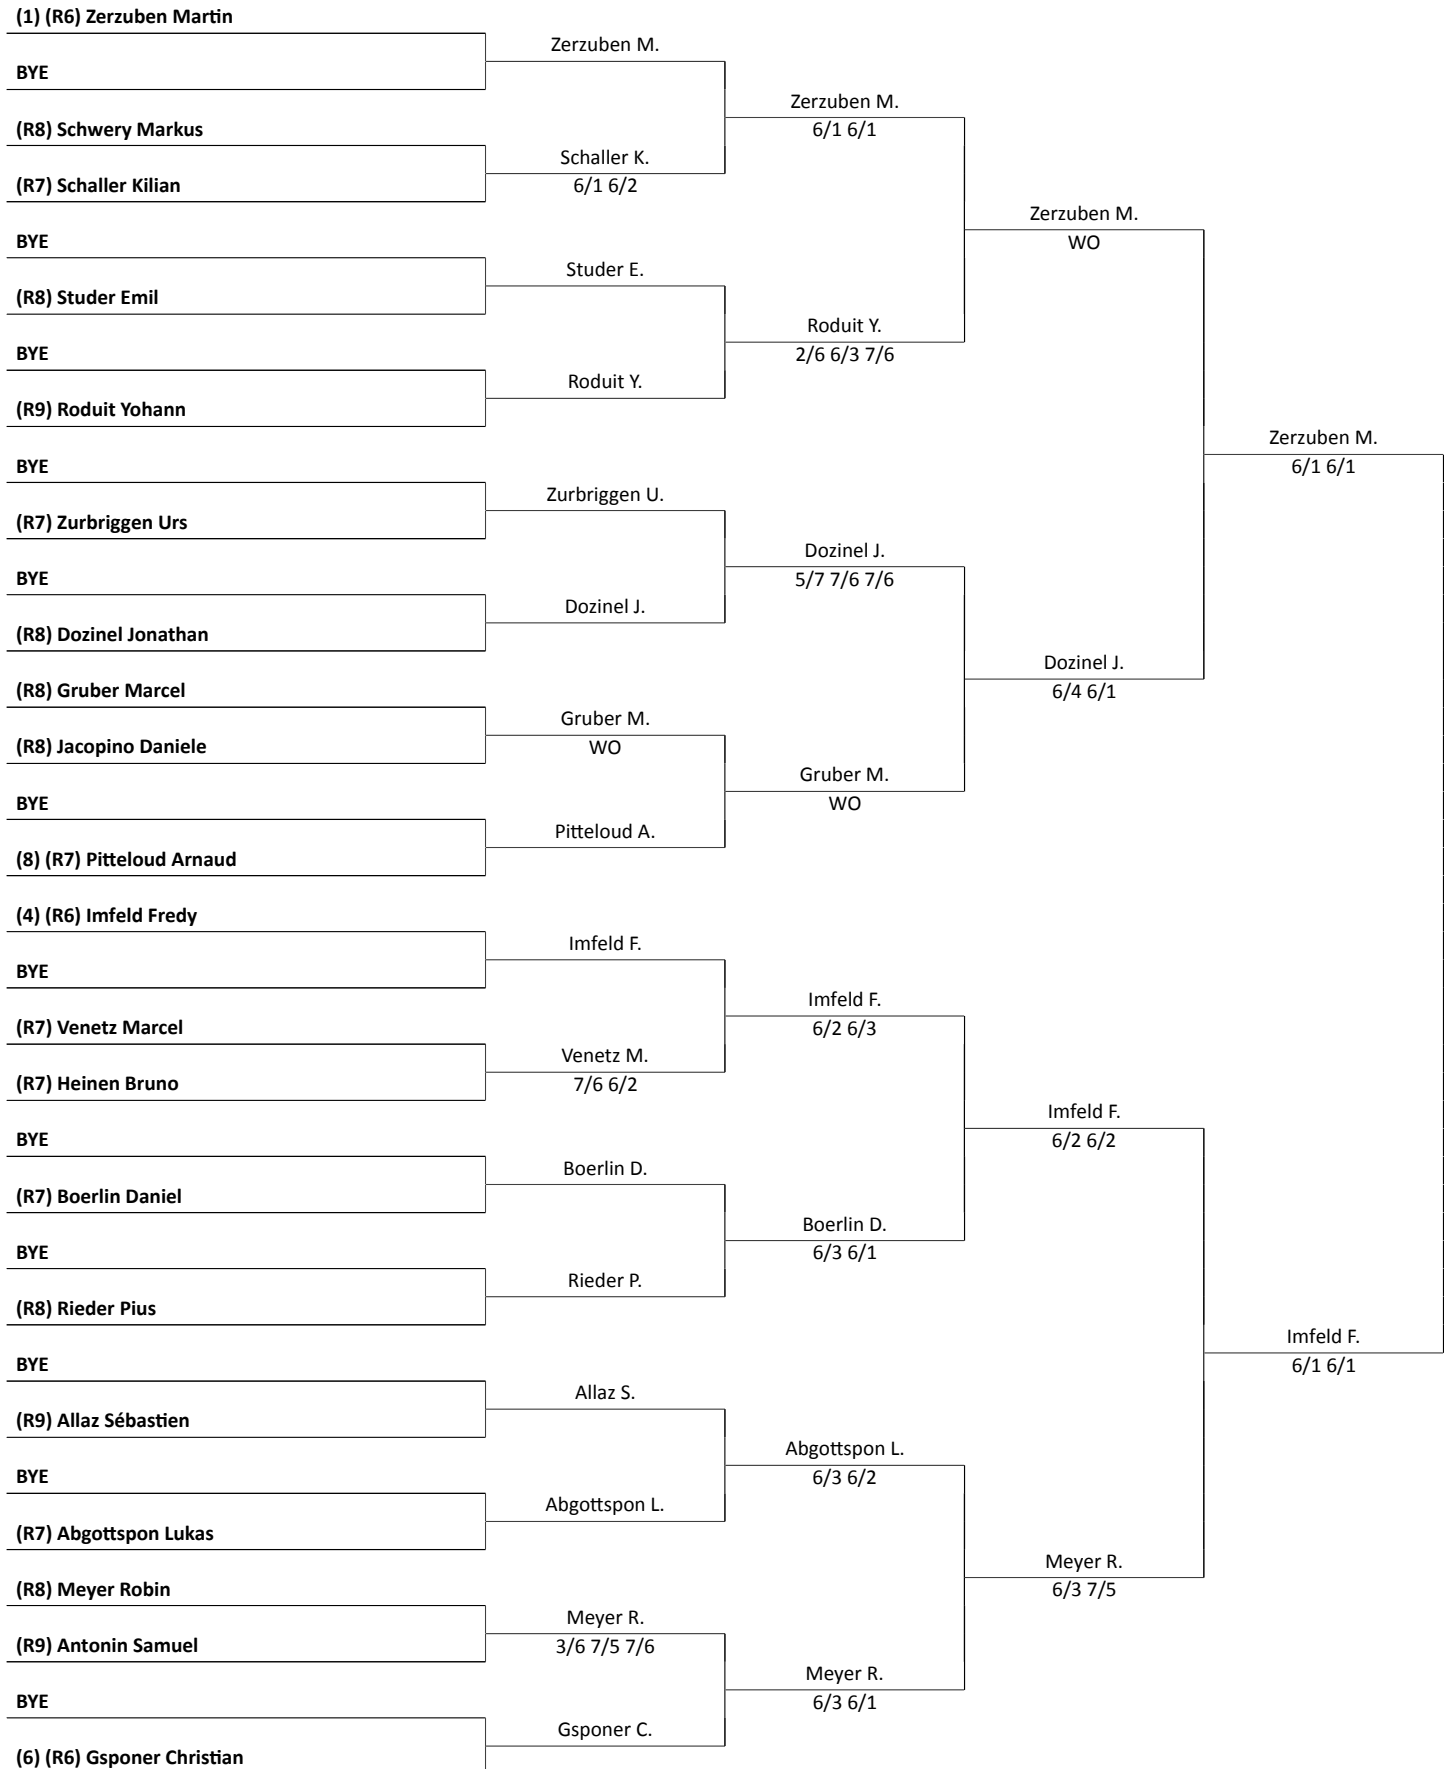 (1) (R6) Zerzuben Martin
Zerzuben M.
BYE
Zerzuben M.
6/1 6/1
(R8) Schwery Markus
Schaller K.
6/1 6/2
(R7) Schaller Kilian
Zerzuben M.
WO
BYE
Studer E.
(R8) Studer Emil
Roduit Y.
2/6 6/3 7/6
BYE
Roduit Y.
(R9) Roduit Yohann
Zerzuben M.
6/1 6/1
BYE
Zurbriggen U.
(R7) Zurbriggen Urs
Dozinel J.
5/7 7/6 7/6
BYE
Dozinel J.
(R8) Dozinel Jonathan
Dozinel J.
6/4 6/1
(R8) Gruber Marcel
Gruber M.
WO
(R8) Jacopino Daniele
Gruber M.
WO
BYE
Pitteloud A.
(8) (R7) Pitteloud Arnaud
(4) (R6) Imfeld Fredy
Imfeld F.
BYE
Imfeld F.
6/2 6/3
(R7) Venetz Marcel
Venetz M.
7/6 6/2
(R7) Heinen Bruno
Imfeld F.
6/2 6/2
BYE
Boerlin D.
(R7) Boerlin Daniel
Boerlin D.
6/3 6/1
BYE
Rieder P.
(R8) Rieder Pius
Imfeld F.
6/1 6/1
BYE
Allaz S.
(R9) Allaz Sébastien
Abgottspon L.
6/3 6/2
BYE
Abgottspon L.
(R7) Abgottspon Lukas
Meyer R.
6/3 7/5
(R8) Meyer Robin
Meyer R.
3/6 7/5 7/6
(R9) Antonin Samuel
Meyer R.
6/3 6/1
BYE
Gsponer C.
(6) (R6) Gsponer Christian